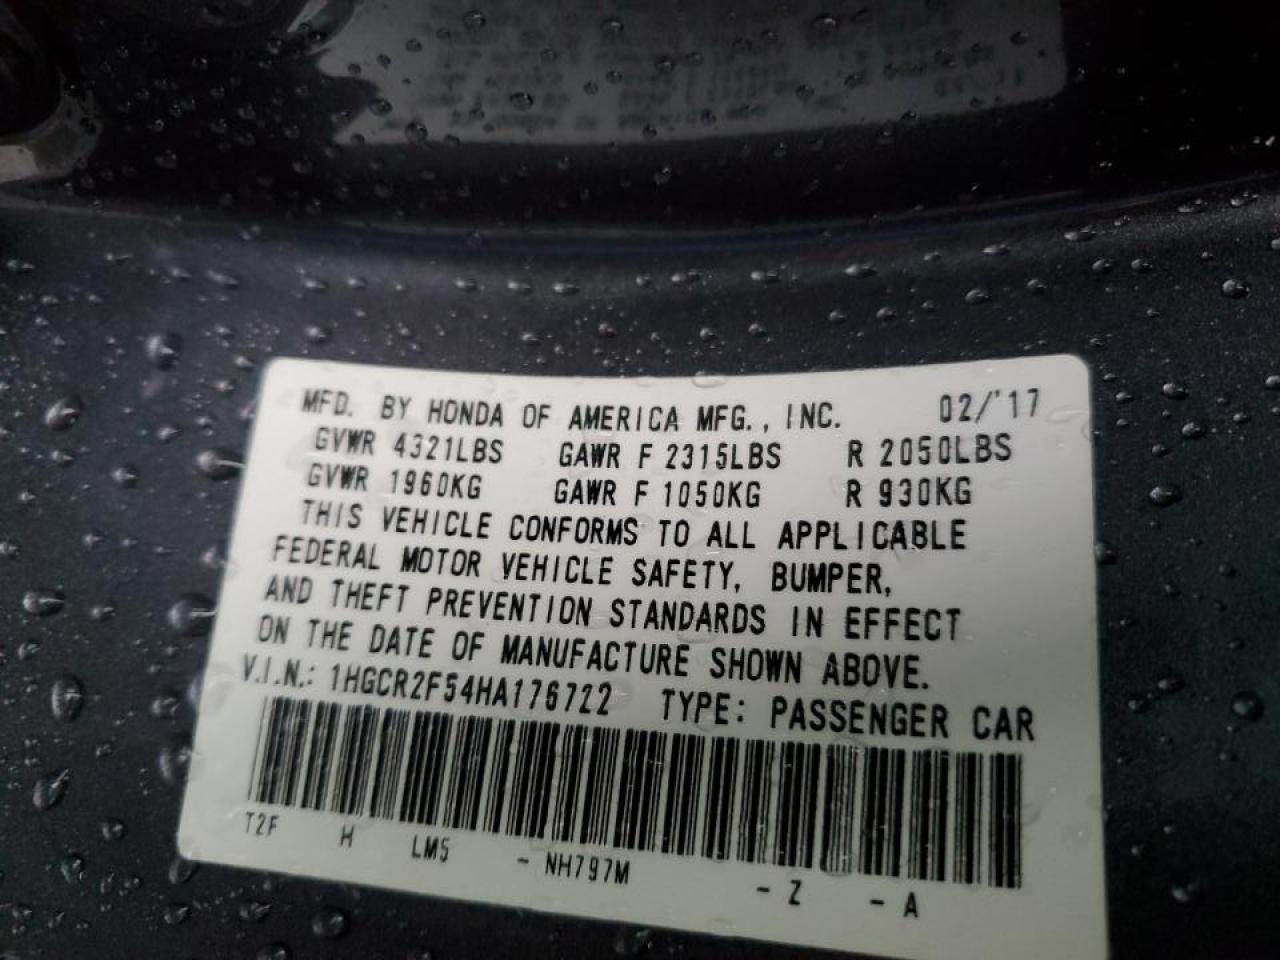 MFD. BY HONDA OF AMERICA MFG., INC. 02/'17
GVWR 4321LBS GAWR F 2315LBS R 2050LBS
GVWR 1960KG GAWR F 1050KG R 930KG
THIS VEHICLE CONFORMS TO ALL APPLICABLE
FEDERAL MOTOR VEHICLE SAFETY, BUMPER,
AND THEFT PREVENTION STANDARDS IN EFFECT
ON THE DATE OF MANUFACTURE SHOWN ABOVE.
V.I.N.: 1HGCR2F54HA176722 TYPE: PASSENGER CAR
T2F H LM5 - NH797M - Z - A